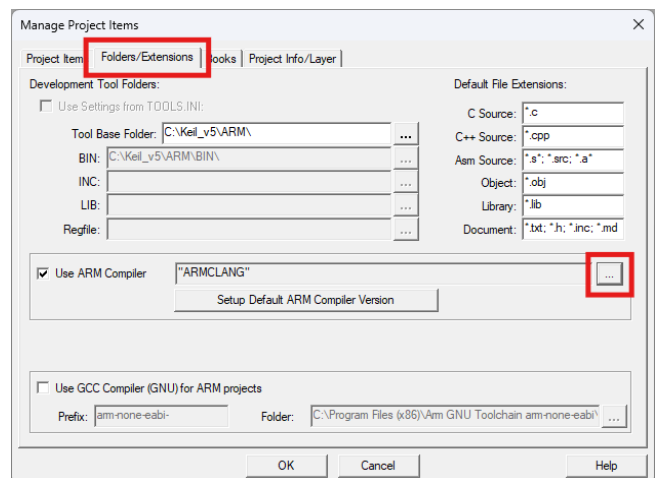 Manage Project Items
Project Item Folders/Extensions Books Project Info/Layer
Development Tool Folders:
Default File Extensions:
Use Settings from TOOLS.INI:
C Source: *.c
Tool Base Folder: C:\Keil_v5\ARM\ ...
C++ Source: *.cpp
BIN: C:\Keil_v5\ARM\BIN\ ...
Asm Source: *.s*; *.src; *.a*
INC: ...
Object: *.obj
LIB: ...
Library: *.lib
Regfile: ...
Document: *.txt; *.h; *.inc; *.md
Use ARM Compiler "ARMCLANG" ...
Setup Default ARM Compiler Version
Use GCC Compiler (GNU) for ARM projects
Prefix: arm-none-eabi- Folder: C:\Program Files (x86)\Arm GNU Toolchain arm-none-eabi\ ...
OK Cancel Help